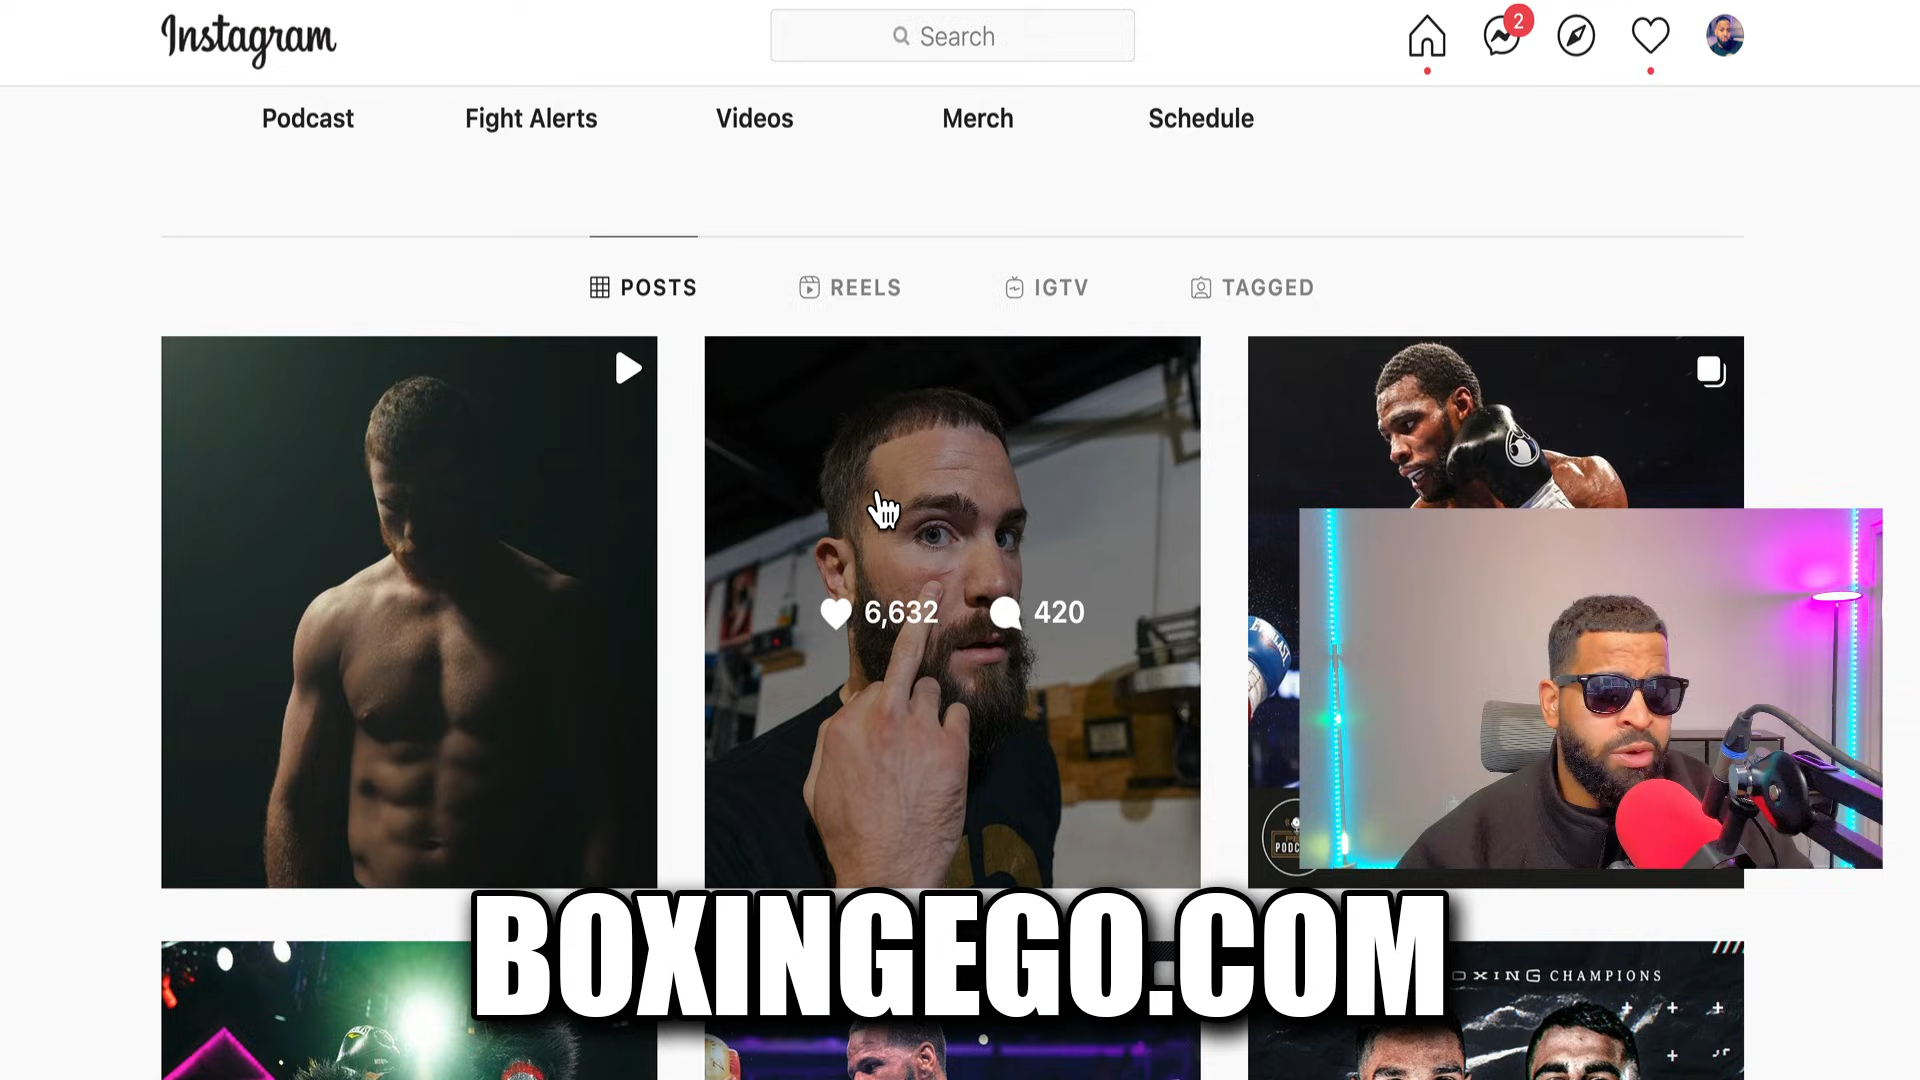 Instagram
Search
2
Podcast
Fight Alerts
Videos
Merch
Schedule
POSTS
REELS
IGTV
TAGGED
6,632
420
BOXINGEGO.COM
CHAMPIONS